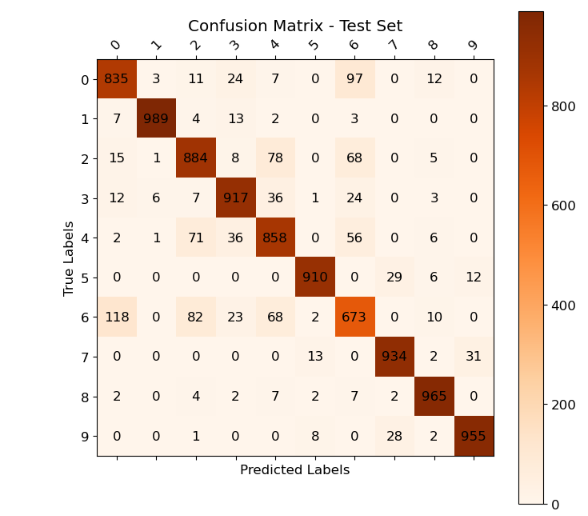 Confusion Matrix - Test Set
0 1 2 3 4 5 6 7 8 9
0 835 3 11 24 7 0 97 0 12 0
1 7 989 4 13 2 0 3 0 0 0
2 15 1 884 8 78 0 68 0 5 0
3 12 6 7 917 36 1 24 0 3 0
4 2 1 71 36 858 0 56 0 6 0
5 0 0 0 0 0 910 0 29 6 12
6 118 0 82 23 68 2 673 0 10 0
7 0 0 0 0 0 13 0 934 2 31
8 2 0 4 2 7 2 7 2 965 0
9 0 0 1 0 0 8 0 28 2 955
True Labels
Predicted Labels
800
600
400
200
0